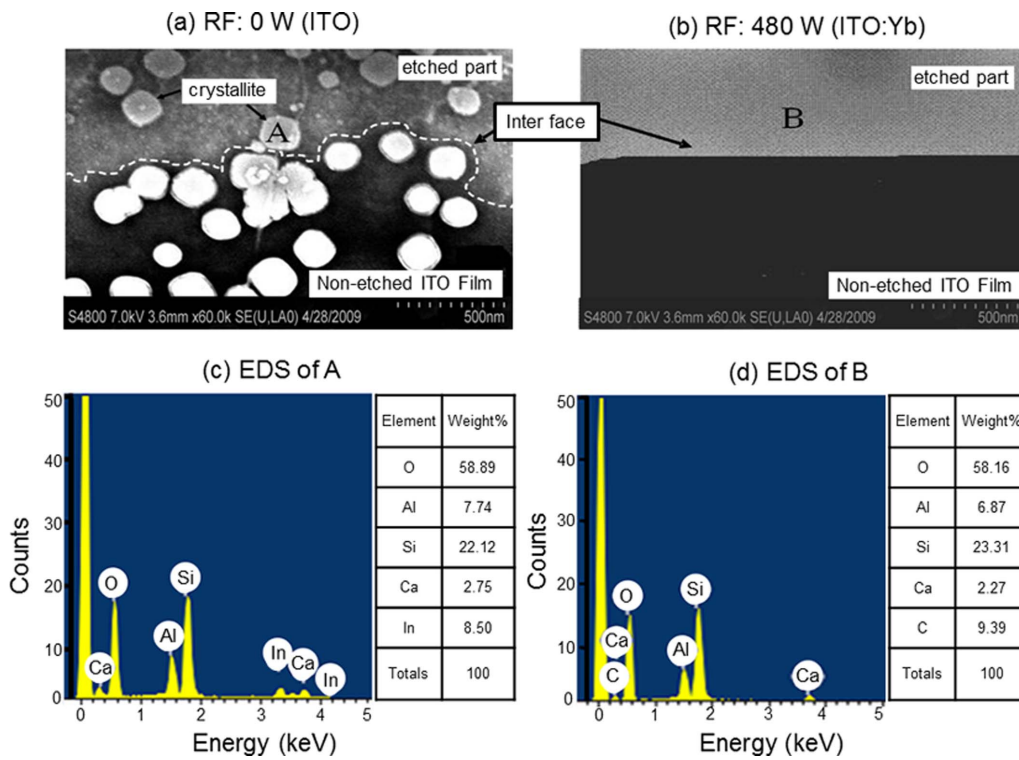 (a) RF: 0 W (ITO)
etched part
crystallite
A
Non-etched ITO Film
S4800 7.0kV 3.6mm x60.0k SE(U,LA0) 4/28/2009
500nm
Inter face
(b) RF: 480 W (ITO:Yb)
etched part
B
Non-etched ITO Film
S4800 7.0kV 3.6mm x60.0k SE(U,LA0) 4/28/2009
500nm
(c) EDS of A
Counts
50
40
30
20
10
0
O
Si
Al
Ca
In
Ca
In
0 1 2 3 4 5
Energy (keV)
Element Weight%
O 58.89
Al 7.74
Si 22.12
Ca 2.75
In 8.50
Totals 100
(d) EDS of B
Counts
50
40
30
20
10
0
O
Si
Ca
Al
C
Ca
0 1 2 3 4 5
Energy (keV)
Element Weight%
O 58.16
Al 6.87
Si 23.31
Ca 2.27
C 9.39
Totals 100